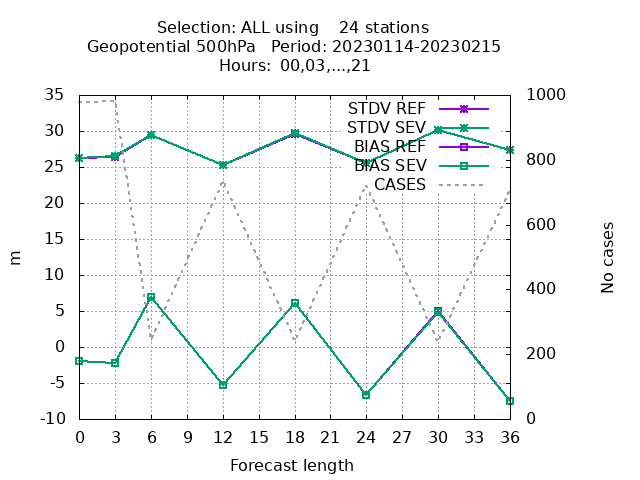 Selection: ALL using    24 stations
Geopotential 500hPa   Period: 20230114-20230215
Hours: 00,03,...,21
STDV REF
STDV SEV
BIAS REF
BIAS SEV
CASES
35
30
25
20
15
10
5
0
-5
-10
m
1000
800
600
400
200
0
No cases
0 3 6 9 12 15 18 21 24 27 30 33 36
Forecast length